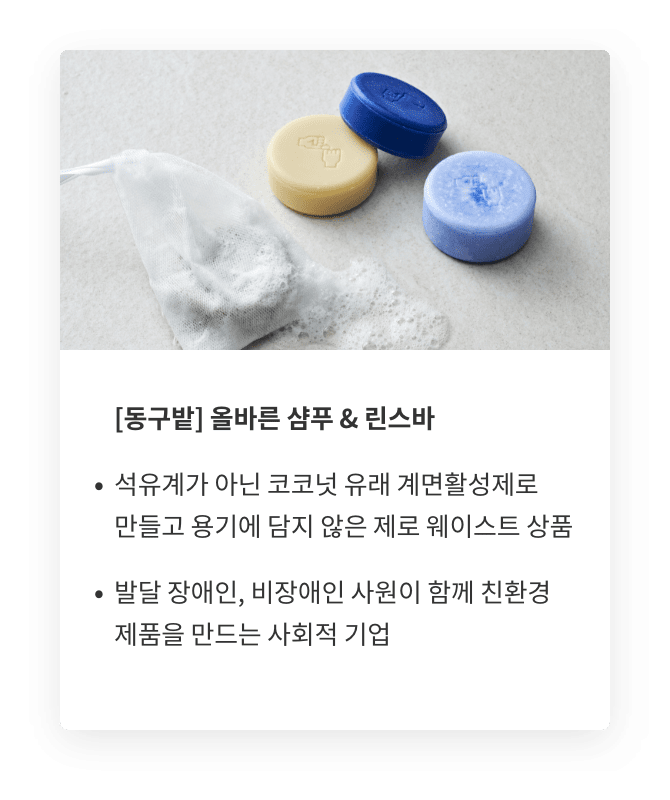 [동구밭] 올바른 샴푸 & 린스바
• 석유계가 아닌 코코넛 유래 계면활성제로
만들고 용기에 담지 않은 제로 웨이스트 상품
• 발달 장애인, 비장애인 사원이 함께 친환경
제품을 만드는 사회적 기업